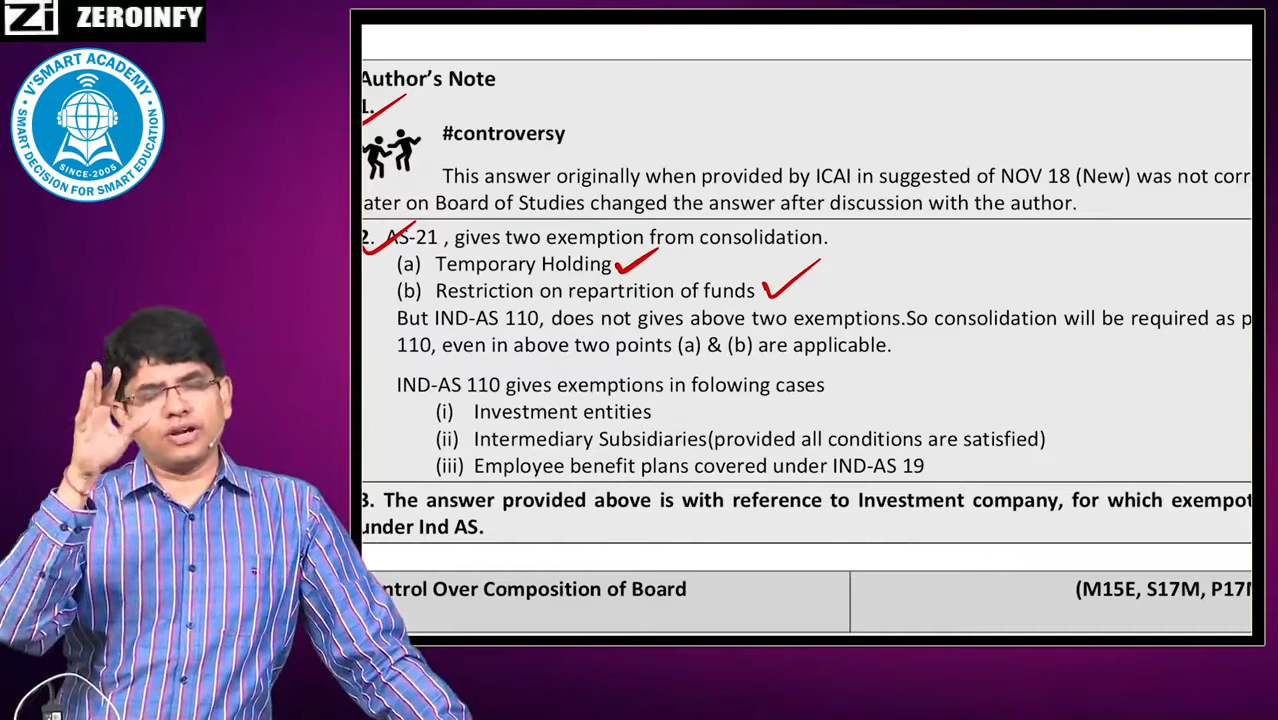 Zi ZEROINFY
V'SMART ACADEMY
SINCE-2005
SMART DECISION FOR SMART EDUCATION
Author's Note
1.
#controversy
This answer originally when provided by ICAI in suggested of NOV 18 (New) was not corr
ater on Board of Studies changed the answer after discussion with the author.
2. AS-21 , gives two exemption from consolidation.
(a) Temporary Holding
(b) Restriction on repartrition of funds
But IND-AS 110, does not gives above two exemptions.So consolidation will be required as p
110, even in above two points (a) & (b) are applicable.
IND-AS 110 gives exemptions in folowing cases
(i) Investment entities
(ii) Intermediary Subsidiaries(provided all conditions are satisfied)
(iii) Employee benefit plans covered under IND-AS 19
3. The answer provided above is with reference to Investment company, for which exempot
under Ind AS.
ntrol Over Composition of Board (M15E, S17M, P17M